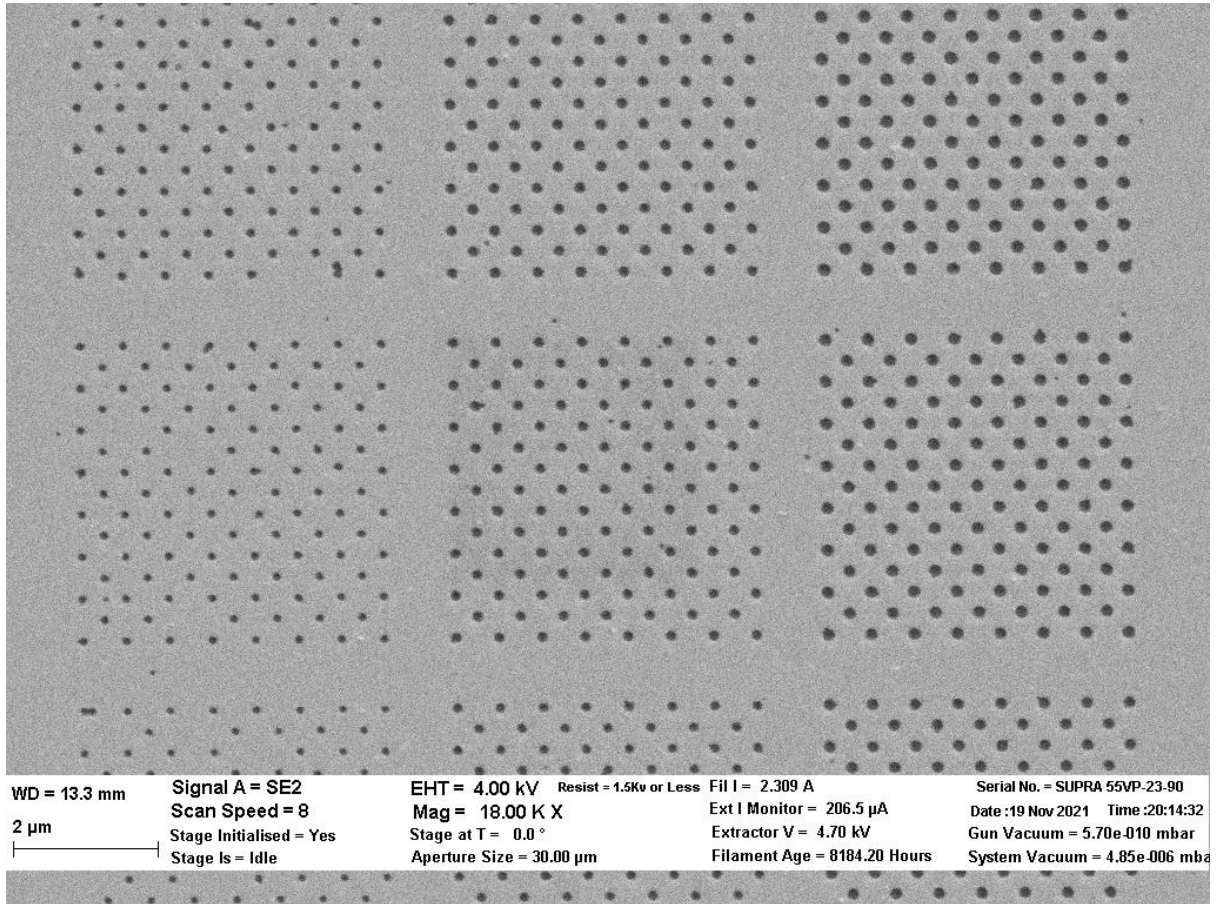 WD = 13.3 mm
2 µm
Signal A = SE2
Scan Speed = 8
Stage Initialised = Yes
Stage Is = Idle
EHT = 4.00 kV Resist = 1.5Kv or Less
Mag = 18.00 K X
Stage at T = 0.0 °
Aperture Size = 30.00 µm
Fil I = 2.309 A
Ext I Monitor = 206.5 µA
Extractor V = 4.70 kV
Filament Age = 8184.20 Hours
Serial No. = SUPRA 55VP-23-90
Date :19 Nov 2021 Time :20:14:32
Gun Vacuum = 5.70e-010 mbar
System Vacuum = 4.85e-006 mba